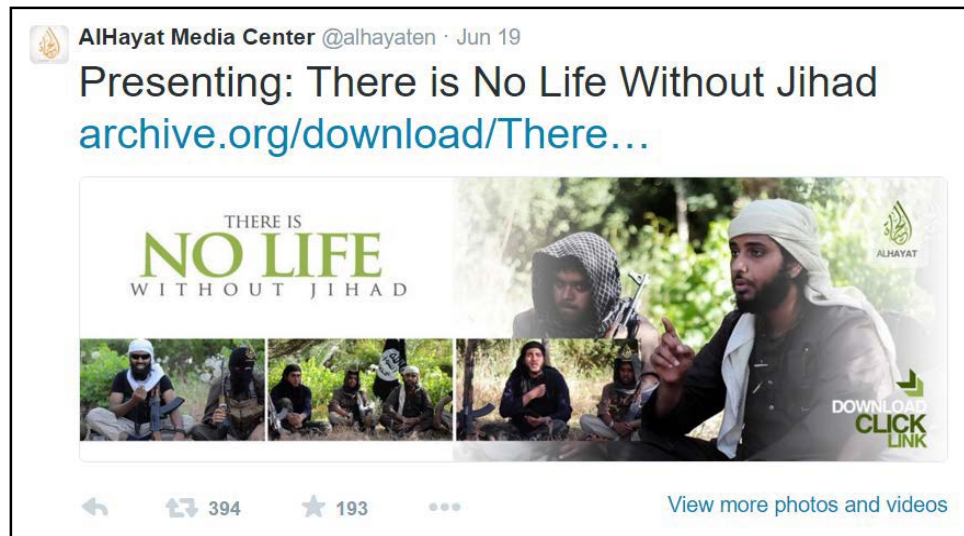 AlHayat Media Center @alhayaten · Jun 19
Presenting: There is No Life Without Jihad
archive.org/download/There…
THERE IS
NO LIFE
WITHOUT JIHAD
ALHAYAT
DOWNLOAD
CLICK
LINK
394 193
View more photos and videos